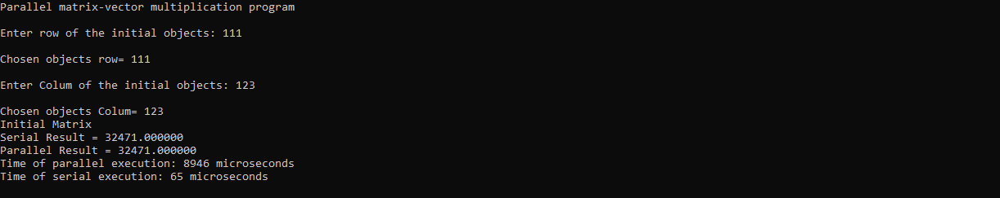 Parallel matrix-vector multiplication program
Enter row of the initial objects: 111
Chosen objects row= 111
Enter Colum of the initial objects: 123
Chosen objects Colum= 123
Initial Matrix
Serial Result = 32471.000000
Parallel Result = 32471.000000
Time of parallel execution: 8946 microseconds
Time of serial execution: 65 microseconds